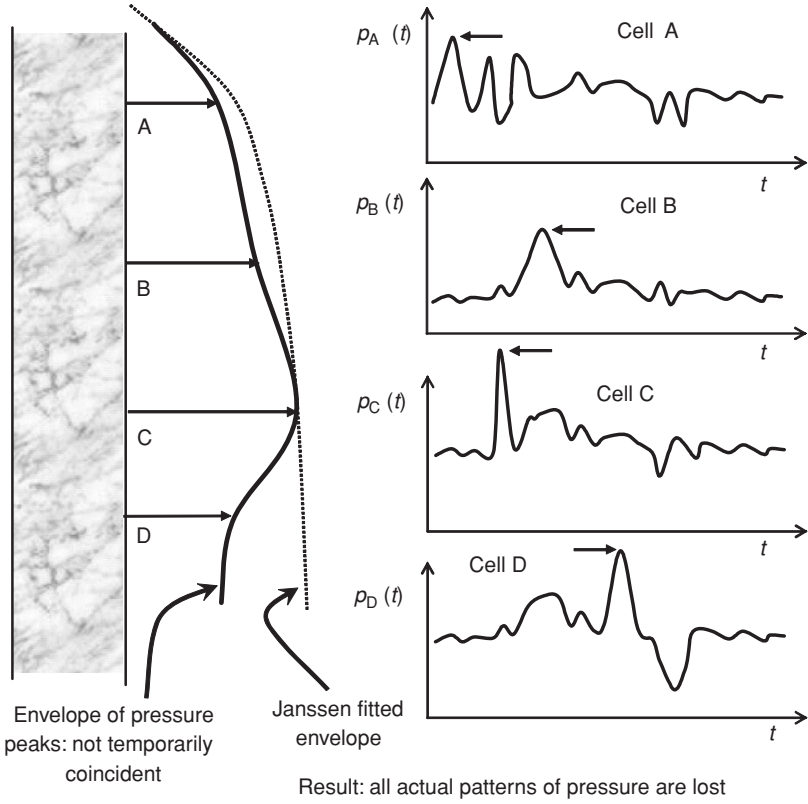 A
B
C
D
Envelope of pressure
peaks: not temporarily
coincident
Janssen fitted
envelope
pA (t)
Cell A
t
pB (t)
Cell B
t
pC (t)
Cell C
t
pD (t)
Cell D
t
Result: all actual patterns of pressure are lost